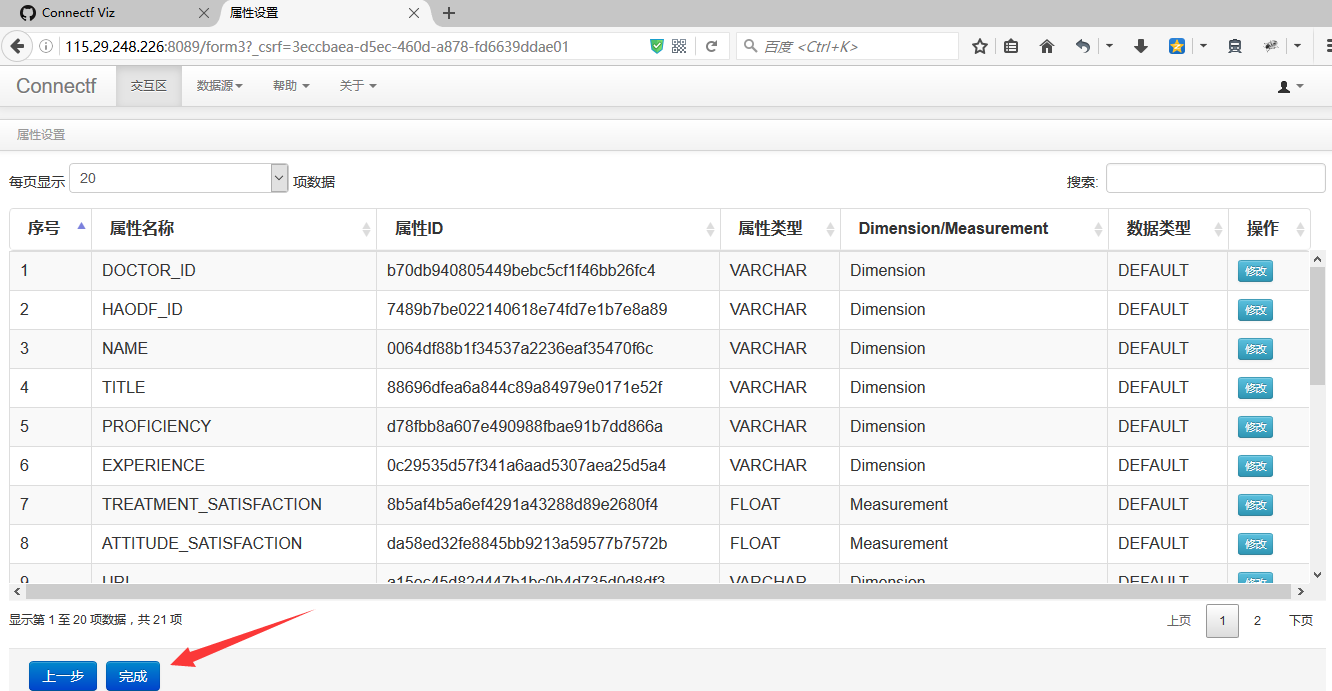 Connectf Viz
属性设置
115.29.248.226:8089/form3?_csrf=3eccbaea-d5ec-460d-a878-fd6639ddae01
百度 <Ctrl+K>
Connectf 交互区 数据源 帮助 关于
属性设置
每页显示 20 项数据 搜索:
序号 属性名称 属性ID 属性类型 Dimension/Measurement 数据类型 操作
1 DOCTOR_ID b70db940805449bebc5cf1f46bb26fc4 VARCHAR Dimension DEFAULT 修改
2 HAODF_ID 7489b7be022140618e74fd7e1b7e8a89 VARCHAR Dimension DEFAULT 修改
3 NAME 0064df88b1f34537a2236eaf35470f6c VARCHAR Dimension DEFAULT 修改
4 TITLE 88696dfea6a844c89a84979e0171e52f VARCHAR Dimension DEFAULT 修改
5 PROFICIENCY d78fbb8a607e490988fbae91b7dd866a VARCHAR Dimension DEFAULT 修改
6 EXPERIENCE 0c29535d57f341a6aad5307aea25d5a4 VARCHAR Dimension DEFAULT 修改
7 TREATMENT_SATISFACTION 8b5af4b5a6ef4291a43288d89e2680f4 FLOAT Measurement DEFAULT 修改
8 ATTITUDE_SATISFACTION da58ed32fe8845bb9213a59577b7572b FLOAT Measurement DEFAULT 修改
9 URL VARCHAR Dimension DEFAULT 修改
显示第 1 至 20 项数据，共 21 项 上页 1 2 下页
上一步 完成